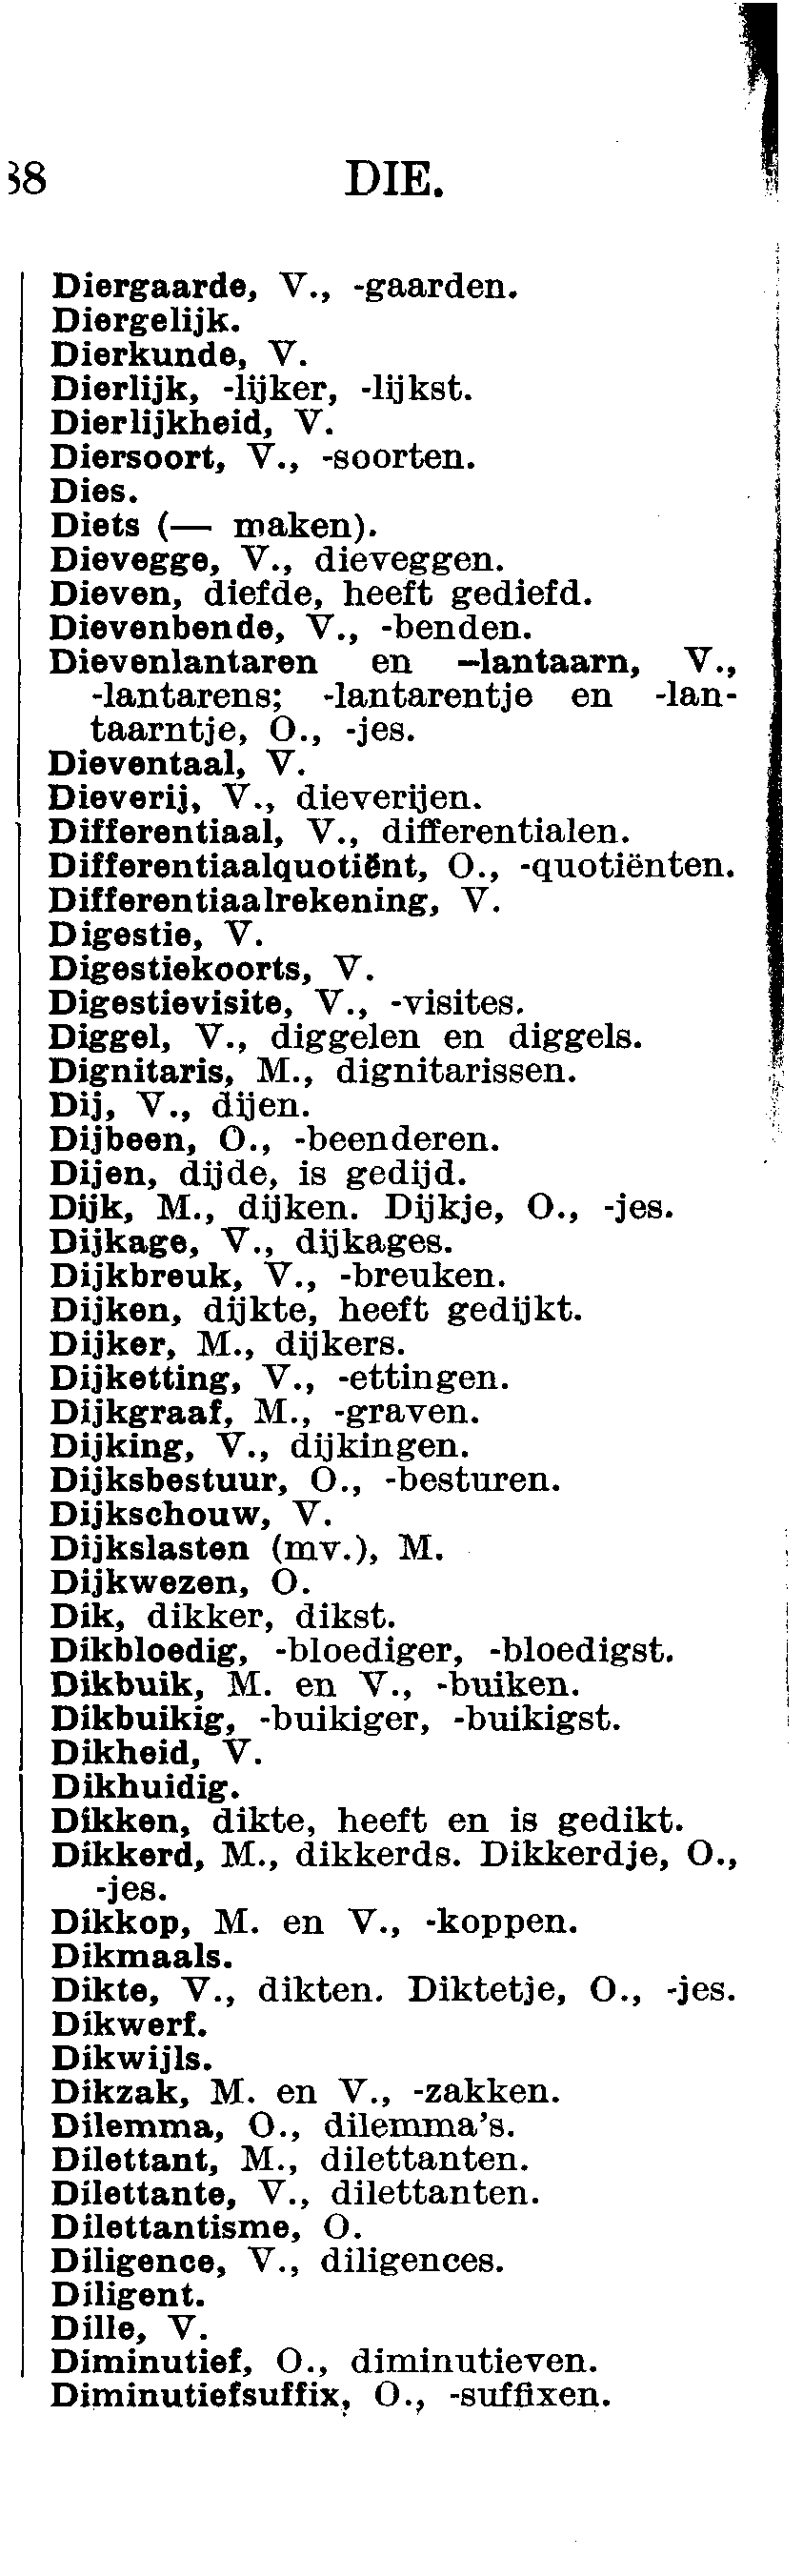 38 DIE.
Diergaarde, V., -gaarden.
Diergelijk.
Dierkunde, V.
Dierlijk, -lijker, -lijkst.
Dierlijkheid, V.
Diersoort, V., -soorten.
Dies.
Diets (— maken).
Dievegge, V., dieveggen.
Dieven, diefde, heeft gediefd.
Dievenbende, V., -benden.
Dievenlantaren en —lantaarn, V.,
-lantarens; -lantarentje en -lan-
taarntje, O., -jes.
Dieventaal, V.
Dieverij, V., dieverijen.
Differentiaal, V., differentialen.
Differentiaalquotiënt, O., -quotiënten.
Differentiaalrekening, V.
Digestie, V.
Digestiekoorts, V.
Digestievisite, V., -visites.
Diggel, V., diggelen en diggels.
Dignitaris, M., dignitarissen.
Dij, V., dijen.
Dijbeen, O., -beenderen.
Dijen, dijde, is gedijd.
Dijk, M., dijken. Dijkje, O., -jes.
Dijkage, V., dijkages.
Dijkbreuk, V., -breuken.
Dijken, dijkte, heeft gedijkt.
Dijker, M., dijkers.
Dijketting, V., -ettingen.
Dijkgraaf, M., -graven.
Dijking, V., dijkingen.
Dijksbestuur, O., -besturen.
Dijkschouw, V.
Dijkslasten (mv.), M.
Dijkwezen, O.
Dik, dikker, dikst.
Dikbloedig, -bloediger, -bloedigst.
Dikbuik, M. en V., -buiken.
Dikbuikig, -buikiger, -buikigst.
Dikheid, V.
Dikhuidig.
Dikken, dikte, heeft en is gedikt.
Dikkerd, M., dikkerds. Dikkerdje, O.,
-jes.
Dikkop, M. en V., -koppen.
Dikmaals.
Dikte, V., dikten. Diktetje, O., -jes.
Dikwerf.
Dikwijls.
Dikzak, M. en V., -zakken.
Dilemma, O., dilemma's.
Dilettant, M., dilettanten.
Dilettante, V., dilettanten.
Dilettantisme, O.
Diligence, V., diligences.
Diligent.
Dille, V.
Diminutief, O., diminutieven.
Diminutiefsuffix, O., -suffixen.